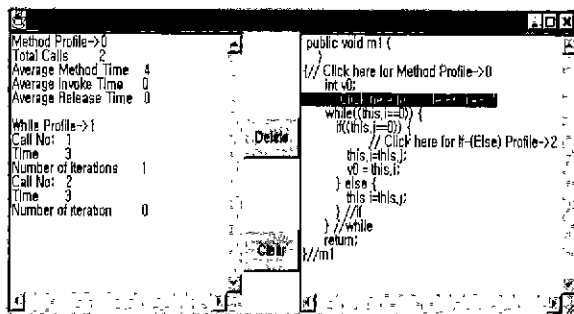 Method Profile->0
Total Calls 2
Average Method Time 4
Average Invoke Time 0
Average Release Time 0
While Profile->1
Call No: 1
Time 3
Number of iterations 1
Call No: 2
Time 3
Number of iteration 0
Delete
Clear
public void m1 {
}
{// Click here for Method Profile->0
int v0;
while((this.i==0)) {
if((this.j==0)) {
// Click here for If-(Else) Profile->2
this.i=this.j;
v0 = this.i;
} else {
this.i=this.j;
} //if
} //while
return;
}//m1